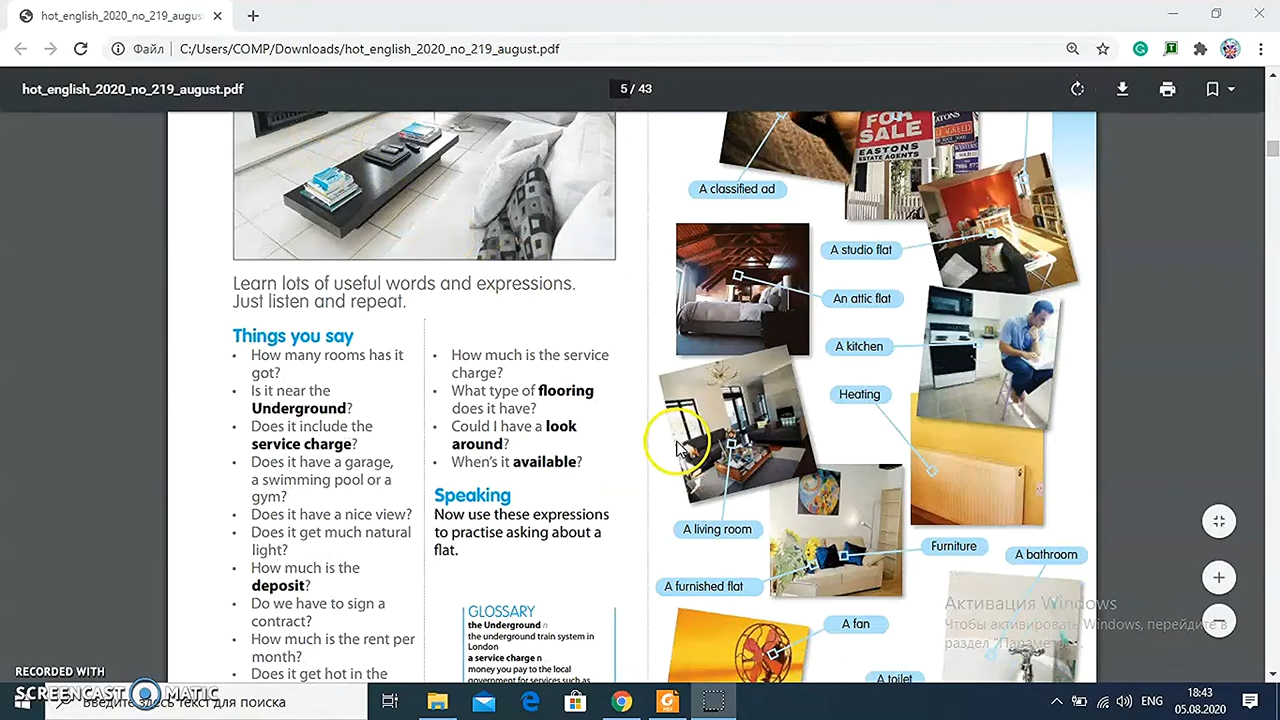 hot_english_2020_no_219_augus
Файл
C:/Users/COMP/Downloads/hot_english_2020_no_219_august.pdf
hot_english_2020_no_219_august.pdf
5 / 43
FOR
SALE
EASTONS
ESTATE AGENTS
A classified ad
A studio flat
An attic flat
A kitchen
Heating
A living room
Furniture
A bathroom
A furnished flat
A fan
A toilet
Learn lots of useful words and expressions.
Just listen and repeat.
Things you say
• How many rooms has it
got?
• Is it near the
Underground?
• Does it include the
service charge?
• Does it have a garage,
a swimming pool or a
gym?
• Does it have a nice view?
• Does it get much natural
light?
• How much is the
deposit?
• Do we have to sign a
contract?
• How much is the rent per
month?
• Does it get hot in the
• How much is the service
charge?
• What type of flooring
does it have?
• Could I have a look
around?
• When's it available?
Speaking
Now use these expressions
to practise asking about a
flat.
GLOSSARY
the Underground n
the underground train system in
London
a service charge n
money you pay to the local
government for services such as
Активация Windows
Чтобы активировать Windows, перейдите в
раздел "Параметры".
RECORDED WITH
SCREENCAST MATIC
Введите здесь текст для поиска
ENG
18:43
05.08.2020